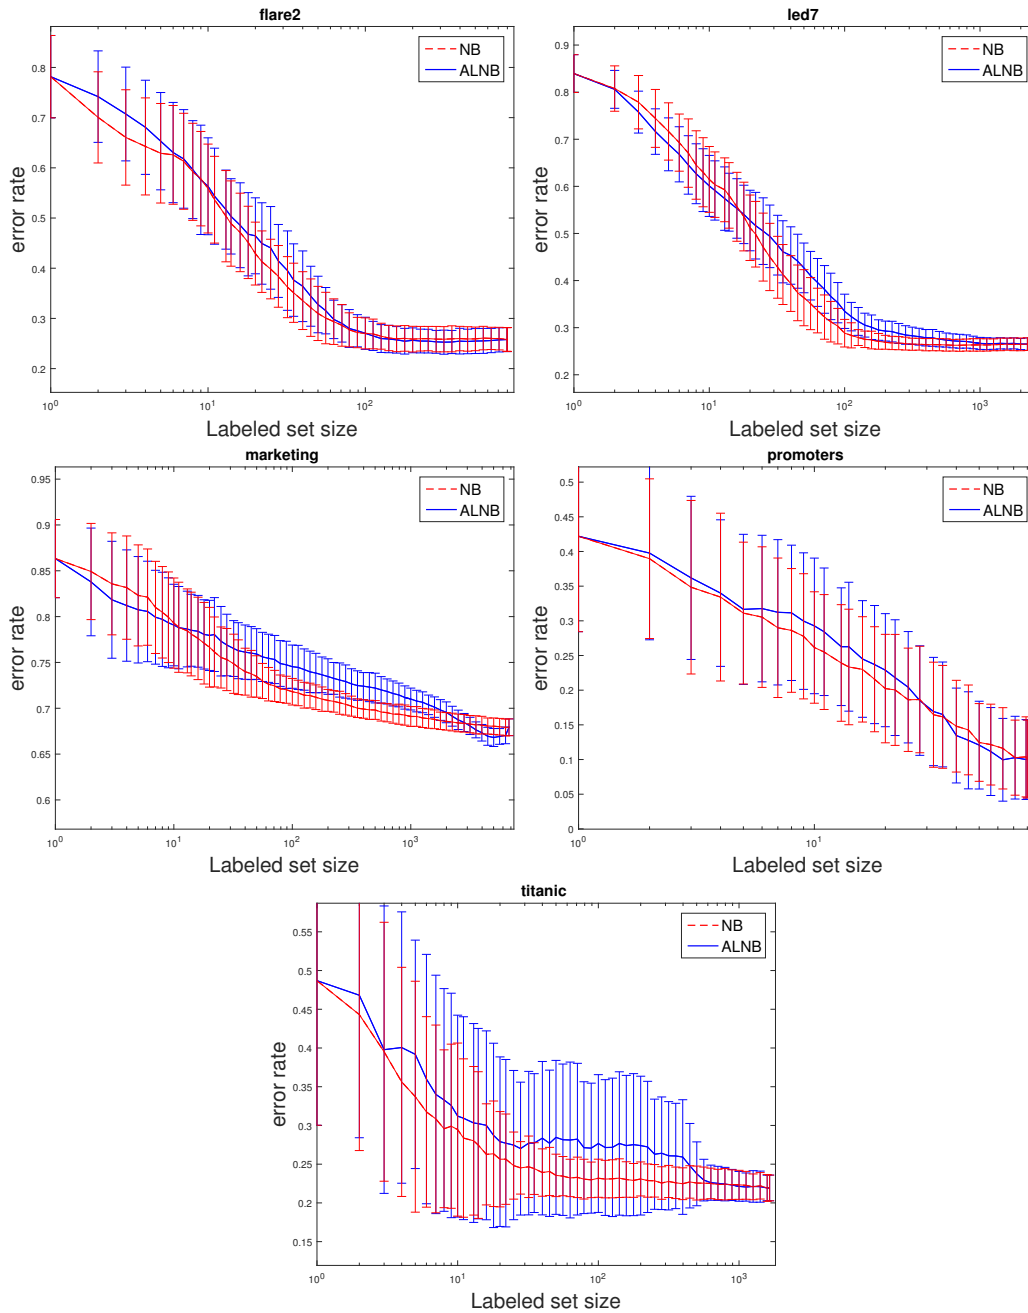 flare2
NB
ALNB
0.8
0.7
0.6
0.5
0.4
0.3
0.2
error rate
10^0
10^1
10^2
Labeled set size
led7
NB
ALNB
0.9
0.8
0.7
0.6
0.5
0.4
0.3
0.2
error rate
10^0
10^1
10^2
10^3
Labeled set size
marketing
NB
ALNB
0.95
0.9
0.85
0.8
0.75
0.7
0.65
0.6
error rate
10^0
10^1
10^2
10^3
Labeled set size
promoters
NB
ALNB
0.5
0.45
0.4
0.35
0.3
0.25
0.2
0.15
0.1
0.05
0
error rate
10^0
10^1
Labeled set size
titanic
NB
ALNB
0.55
0.5
0.45
0.4
0.35
0.3
0.25
0.2
0.15
error rate
10^0
10^1
10^2
10^3
Labeled set size